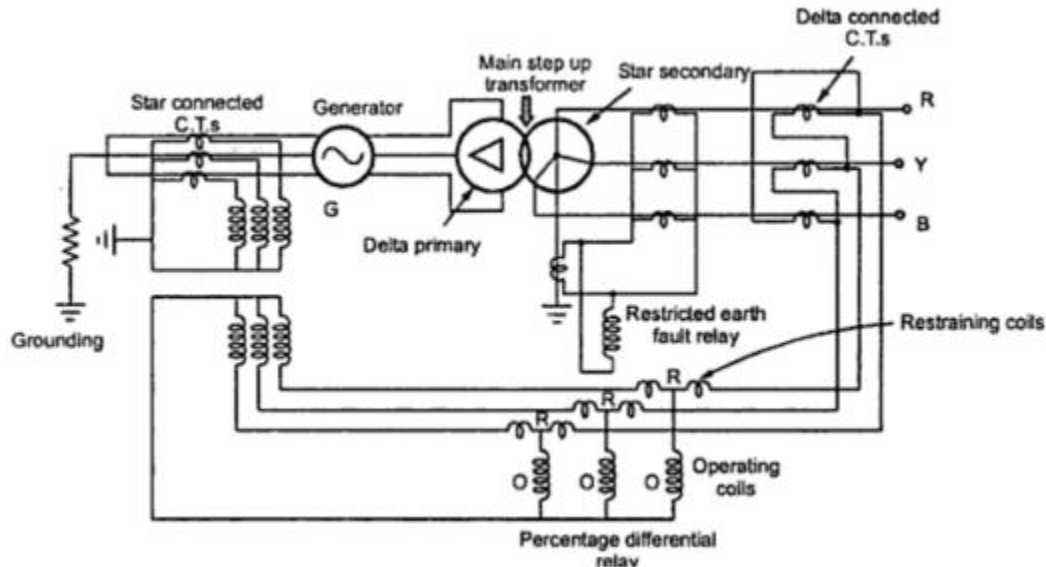 Delta connected
C.T.s
Main step up
transformer
Star secondary
Star connected
C.T.s
Generator
R
Y
B
G
Delta primary
Grounding
Restricted earth
fault relay
Restraining coils
R
R
R
O
O
O
Operating
coils
Percentage differential
relay